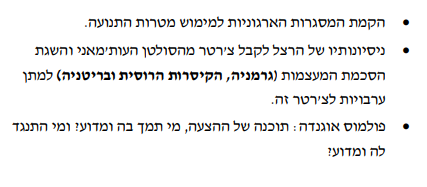 • הקמת המסגרות הארגוניות למימוש מטרות התנועה.
• ניסיונותיו של הרצל לקבל צ'רטר מהסולטן העות'מאני והשגת
הסכמת המעצמות (גרמניה, הקיסרות הרוסית ובריטניה) למתן
ערבויות לצ'רטר זה.
• פולמוס אוגנדה: תוכנה של ההצעה, מי תמך בה ומדוע? ומי התנגד
לה ומדוע?